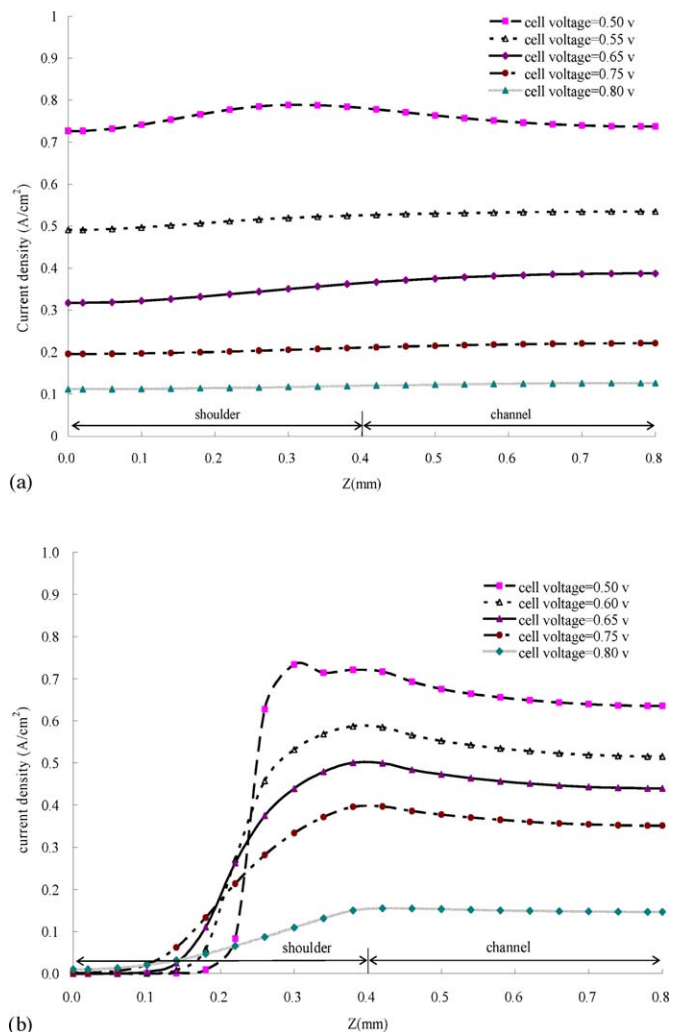 1
cell voltage=0.50 v
cell voltage=0.55 v
cell voltage=0.65 v
cell voltage=0.75 v
cell voltage=0.80 v
0.9
0.8
0.7
0.6
0.5
0.4
0.3
0.2
0.1
0
Current density (A/cm²)
shoulder channel
0.0 0.1 0.2 0.3 0.4 0.5 0.6 0.7 0.8
(a) Z(mm)
1.0
cell voltage=0.50 v
cell voltage=0.60 v
cell voltage=0.65 v
cell voltage=0.75 v
cell voltage=0.80 v
0.9
0.8
0.7
0.6
0.5
0.4
0.3
0.2
0.1
0.0
current density (A/cm²)
shoulder channel
0.0 0.1 0.2 0.3 0.4 0.5 0.6 0.7 0.8
(b) Z(mm)